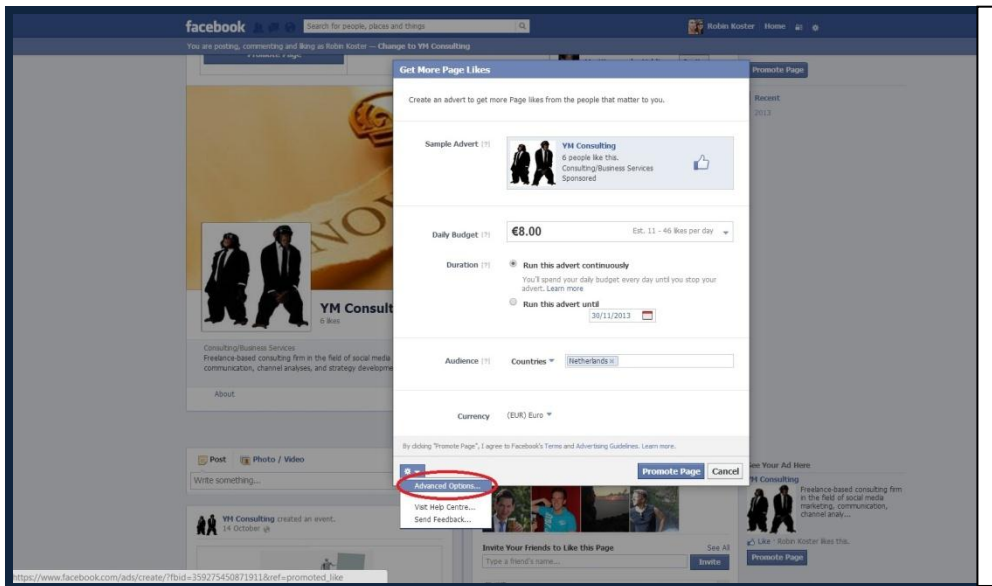 facebook
Search for people, places and things
Robin Koster Home
You are posting, commenting and liking as Robin Koster — Change to YM Consulting
Promote Page
Get More Page Likes
Promote Page
Create an advert to get more Page likes from the people that matter to you.
Recent
2013
Sample Advert [?]
YM Consulting
6 people like this.
Consulting/Business Services
Sponsored
Daily Budget [?]
€8.00
Est. 11 - 46 likes per day
Duration [?]
Run this advert continuously
You'll spend your daily budget every day until you stop your
advert. Learn more
Run this advert until
30/11/2013
YM Consult
6 likes
Consulting/Business Services
Freelance-based consulting firm in the field of social media
communication, channel analyses, and strategy developme
Audience [?]
Countries
Netherlands
About
Currency
(EUR) Euro
By clicking "Promote Page", I agree to Facebook's Terms and Advertising Guidelines. Learn more.
Promote Page Cancel
Advanced Options...
Visit Help Centre...
Send Feedback...
Post Photo / Video
Write something...
YM Consulting created an event.
14 October
See Your Ad Here
YM Consulting
Freelance-based consulting firm
in the field of social media
marketing, communication,
channel analy...
Like · Robin Koster likes this.
Promote Page
Invite Your Friends to Like this Page See All
Type a friend's name... Invite
https://www.facebook.com/ads/create/?fbid=359275450871911&ref=promoted_like